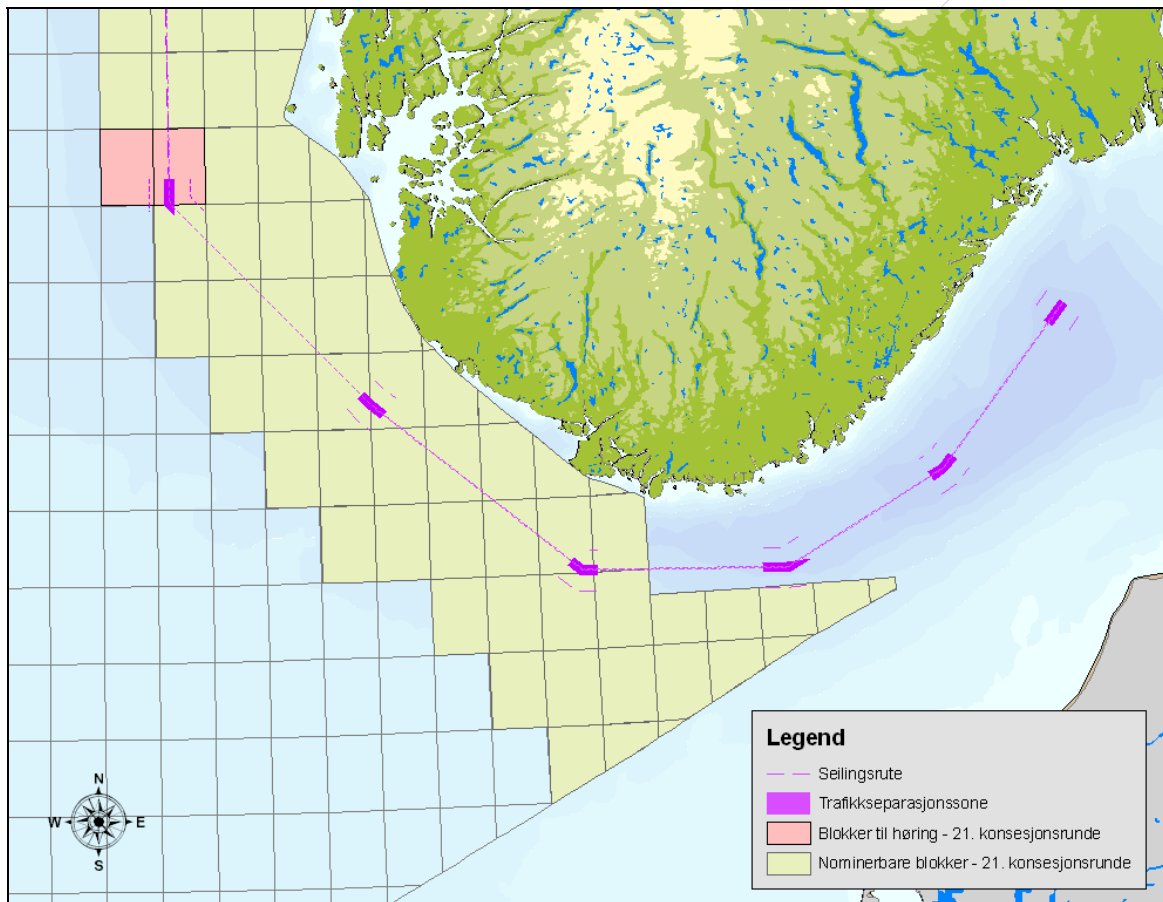 Legend
Seilingsrute
Trafikkseparasjonssone
Blokker til høring - 21. konsesjonsrunde
Nominerbare blokker - 21. konsesjonsrunde
N
W E
S